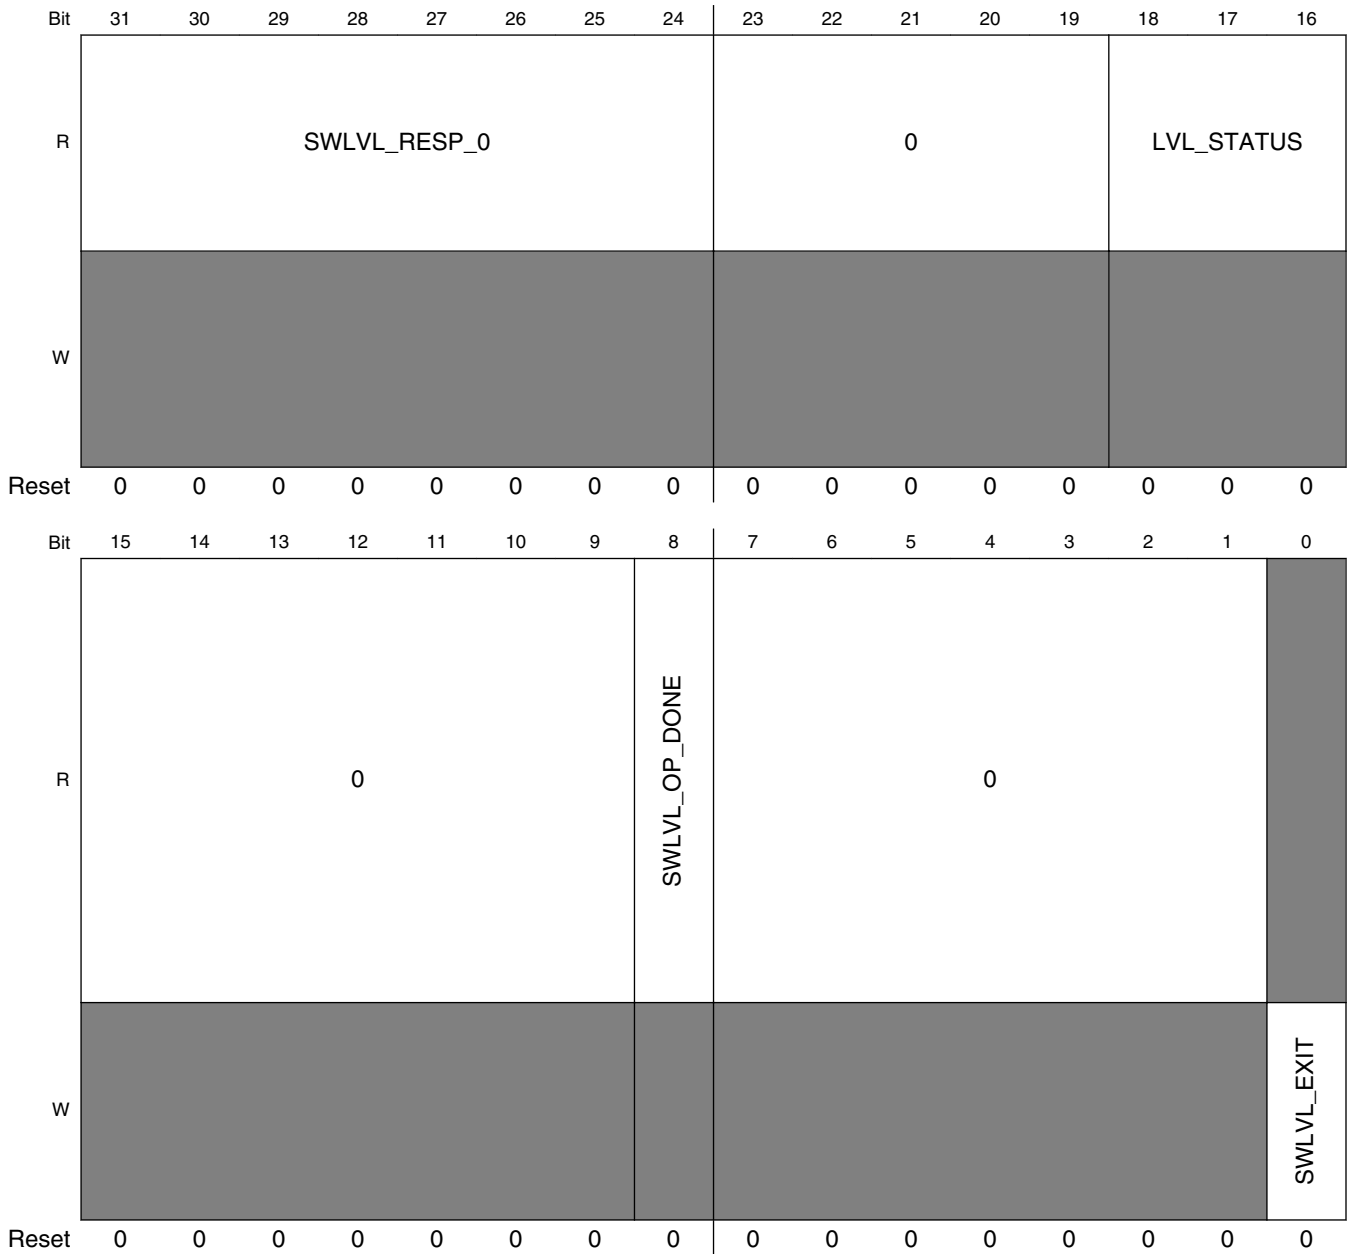 Bit 31 30 29 28 27 26 25 24 23 22 21 20 19 18 17 16
R SWLVL_RESP_0 0 LVL_STATUS
W
Reset 0 0 0 0 0 0 0 0 0 0 0 0 0 0 0 0
Bit 15 14 13 12 11 10 9 8 7 6 5 4 3 2 1 0
R 0 SWLVL_OP_DONE 0
W SWLVL_EXIT
Reset 0 0 0 0 0 0 0 0 0 0 0 0 0 0 0 0